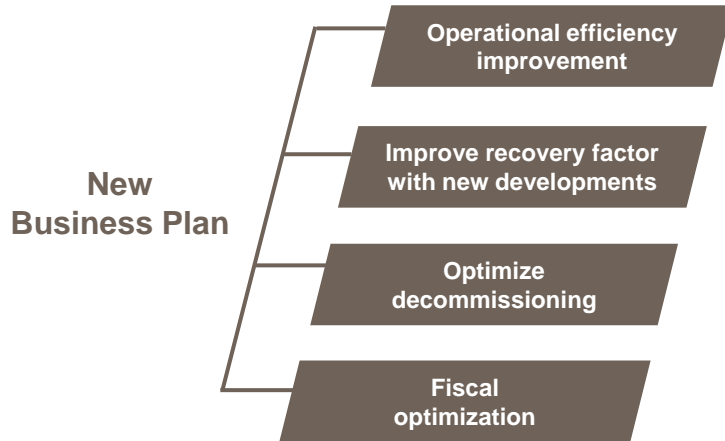 New
Business Plan
Operational efficiency
improvement
Improve recovery factor
with new developments
Optimize
decommissioning
Fiscal
optimization